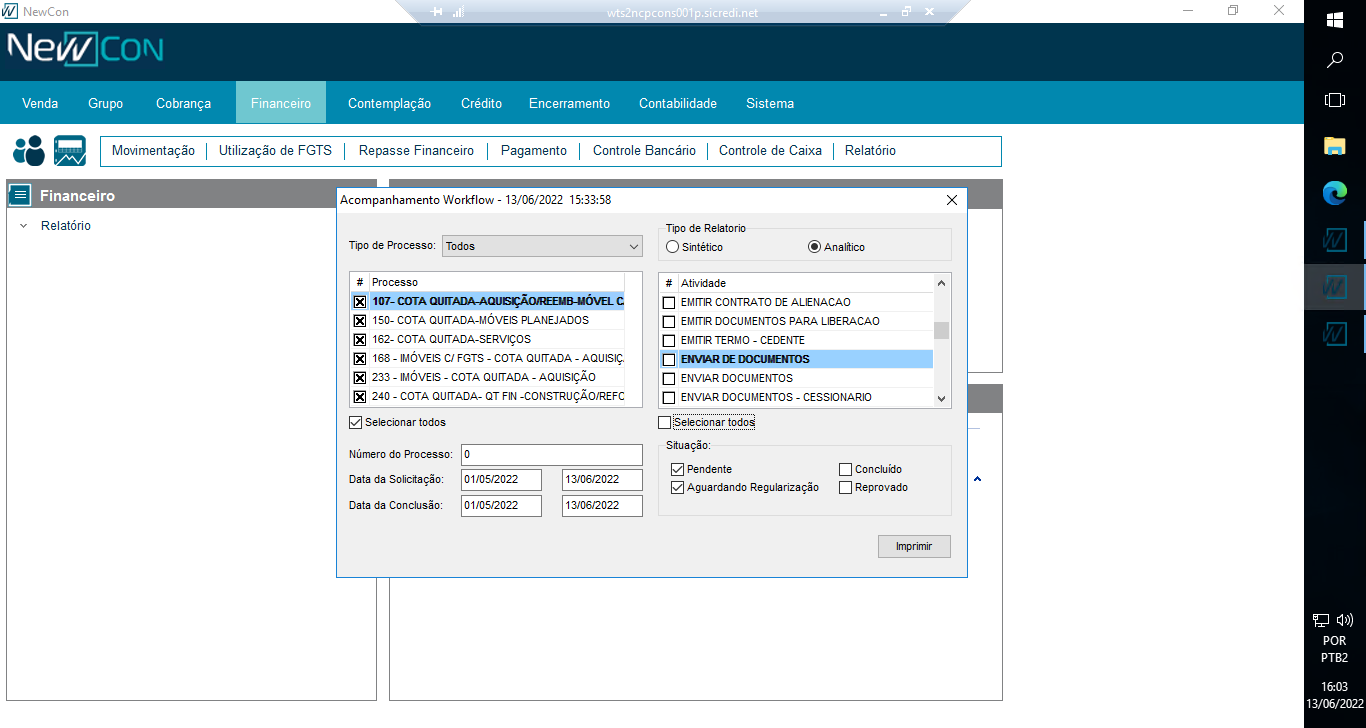 NewCon
wts2ncpcons001p.sicredi.net
NewCon
Venda Grupo Cobrança Financeiro Contemplação Crédito Encerramento Contabilidade Sistema
Movimentação Utilização de FGTS Repasse Financeiro Pagamento Controle Bancário Controle de Caixa Relatório
Financeiro
Relatório
Acompanhamento Workflow - 13/06/2022 15:33:58
Tipo de Processo: Todos
Tipo de Relatorio
Sintético Analítico
# Processo
107- COTA QUITADA-AQUISIÇÃO/REEMB-MÓVEL C
150- COTA QUITADA-MÓVEIS PLANEJADOS
162- COTA QUITADA-SERVIÇOS
168 - IMÓVEIS C/ FGTS - COTA QUITADA - AQUISIÇ
233 - IMÓVEIS - COTA QUITADA - AQUISIÇÃO
240 - COTA QUITADA- QT FIN -CONSTRUÇÃO/REFO
Selecionar todos
# Atividade
EMITIR CONTRATO DE ALIENACAO
EMITIR DOCUMENTOS PARA LIBERACAO
EMITIR TERMO - CEDENTE
ENVIAR DE DOCUMENTOS
ENVIAR DOCUMENTOS
ENVIAR DOCUMENTOS - CESSIONARIO
Selecionar todos
Número do Processo: 0
Data da Solicitação: 01/05/2022 13/06/2022
Data da Conclusão: 01/05/2022 13/06/2022
Situação:
Pendente Concluído
Aguardando Regularização Reprovado
Imprimir
POR
PTB2
16:03
13/06/2022